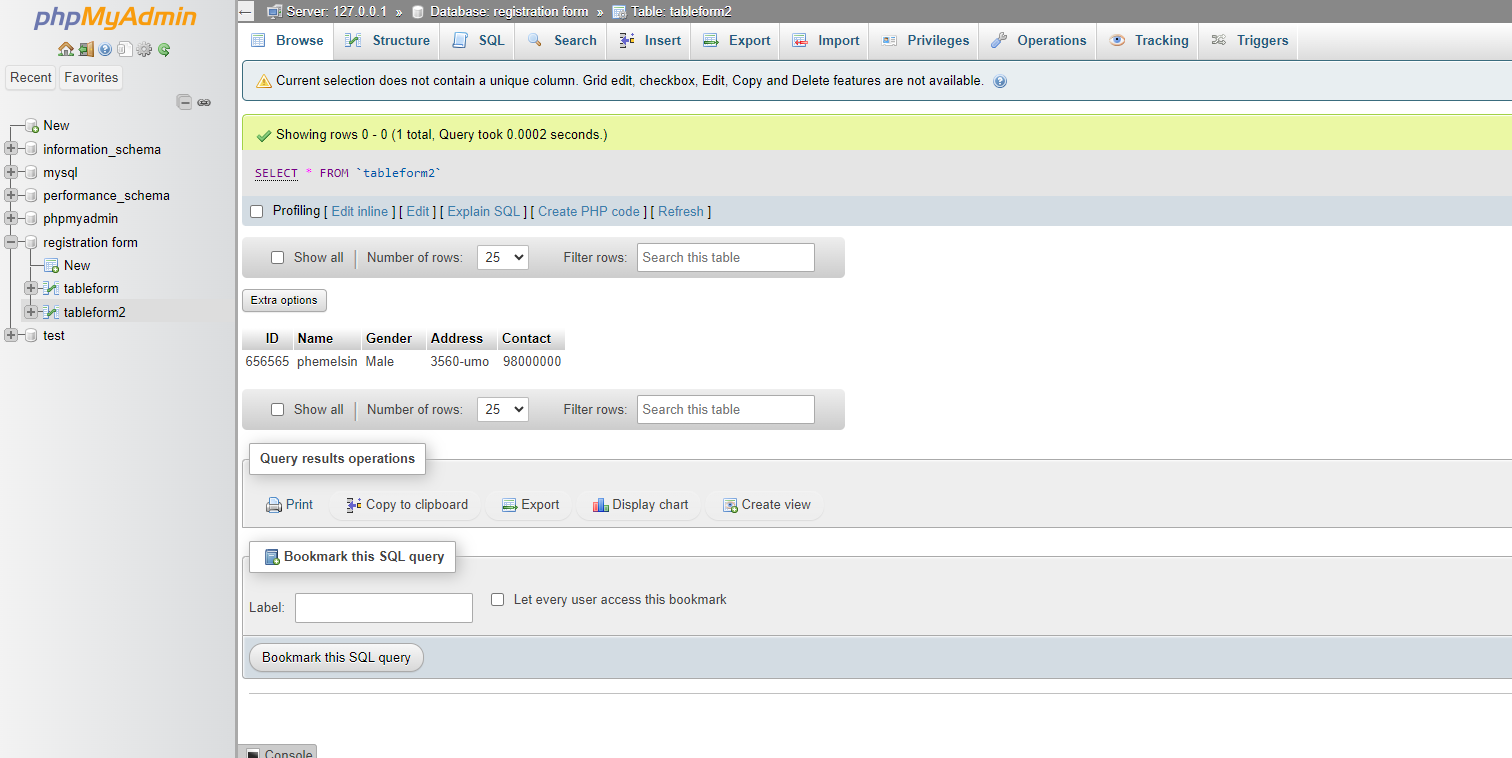 phpMyAdmin
Recent Favorites
New
information_schema
mysql
performance_schema
phpmyadmin
registration form
New
tableform
tableform2
test
Server: 127.0.0.1 » Database: registration form » Table: tableform2
Browse Structure SQL Search Insert Export Import Privileges Operations Tracking Triggers
Current selection does not contain a unique column. Grid edit, checkbox, Edit, Copy and Delete features are not available.
Showing rows 0 - 0 (1 total, Query took 0.0002 seconds.)
SELECT * FROM `tableform2`
Profiling [ Edit inline ] [ Edit ] [ Explain SQL ] [ Create PHP code ] [ Refresh ]
Show all | Number of rows: 25 Filter rows: Search this table
Extra options
ID Name Gender Address Contact
656565 phemelsin Male 3560-umo 98000000
Show all | Number of rows: 25 Filter rows: Search this table
Query results operations
Print Copy to clipboard Export Display chart Create view
Bookmark this SQL query
Label: Let every user access this bookmark
Bookmark this SQL query
Console